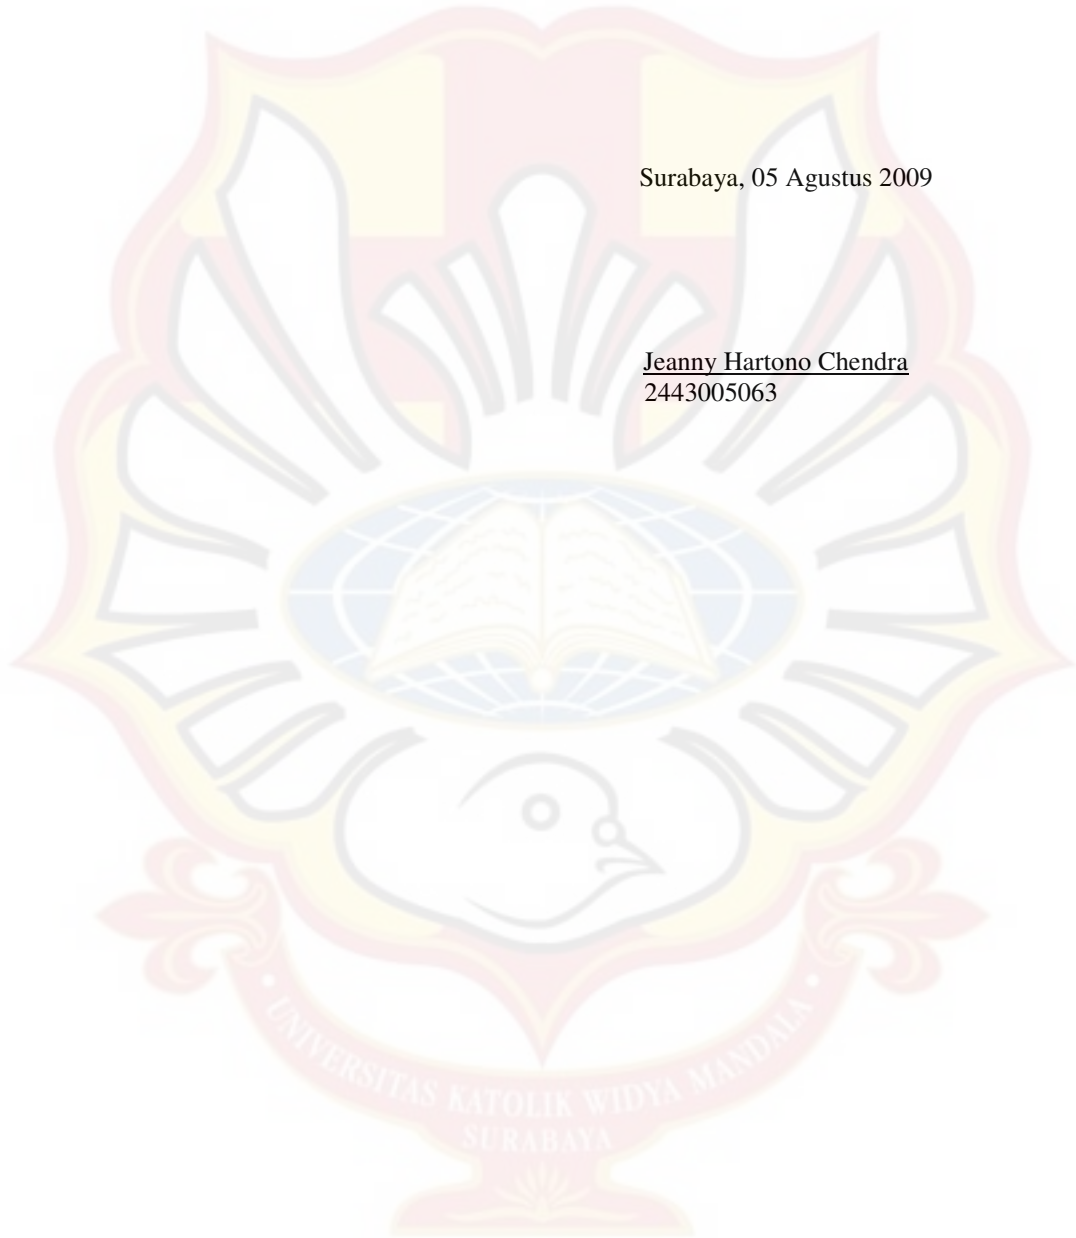 Surabaya, 05 Agustus 2009
Jeanny Hartono Chendra
2443005063
UNIVERSITAS KATOLIK WIDYA MANDALA
SURABAYA